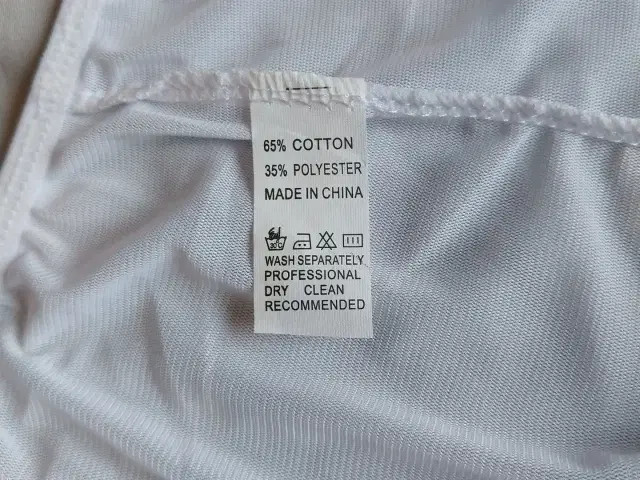 65% COTTON
35% POLYESTER
MADE IN CHINA
WASH SEPARATELY
PROFESSIONAL
DRY CLEAN
RECOMMENDED